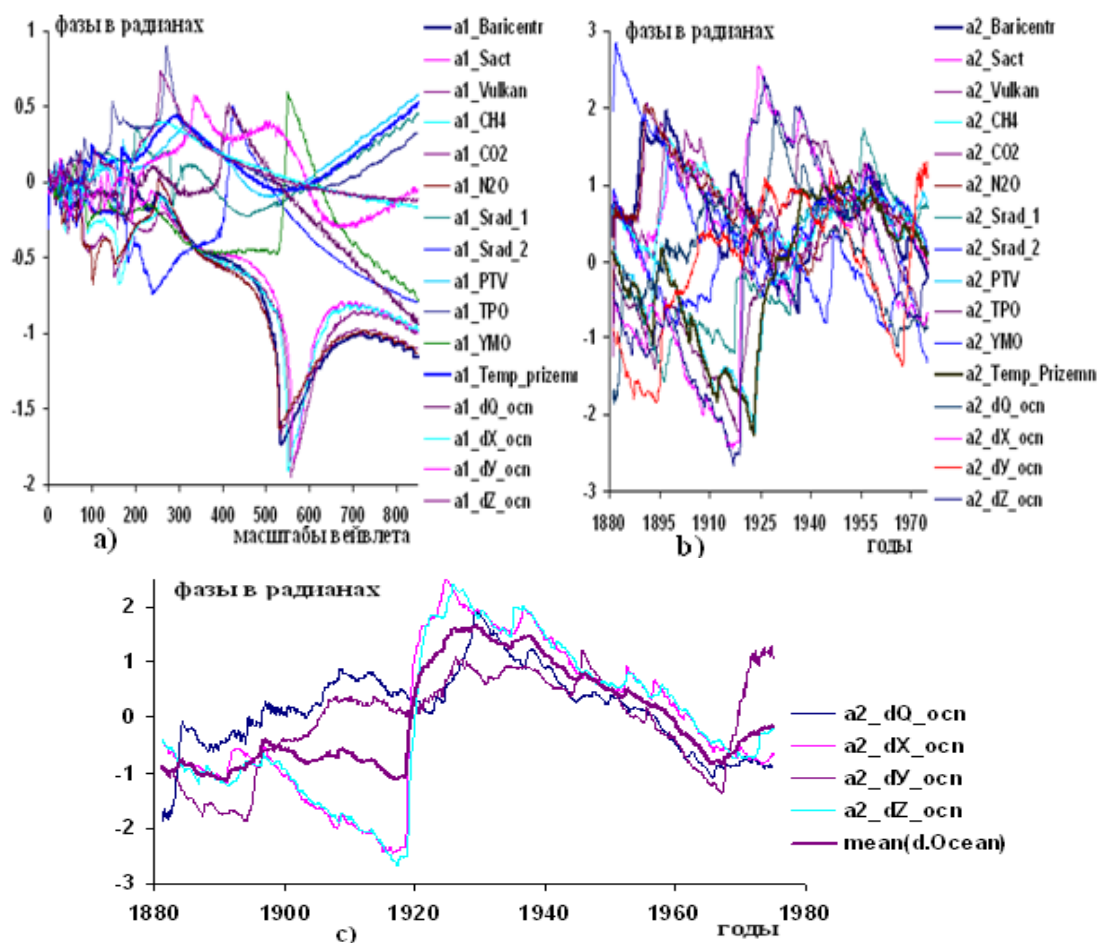 фазы в радианах
1
0.5
0
-0.5
-1
-1.5
-2
0 100 200 300 400 500 600 700 800
масштабы вейвлета
a)
a1_Baricentr
a1_Sact
a1_Vulkan
a1_CH4
a1_CO2
a1_N2O
a1_Srad_1
a1_Srad_2
a1_PTV
a1_TPO
a1_YMO
a1_Temp_prizemn
a1_dQ_ocn
a1_dX_ocn
a1_dУ_ocn
a1_dZ_ocn
фазы в радианах
3
2
1
0
-1
-2
-3
1880 1895 1910 1925 1940 1955 1970
годы
b)
a2_Baricentr
a2_Sact
a2_Vulkan
a2_CH4
a2_CO2
a2_N2O
a2_Srad_1
a2_Srad_2
a2_PTV
a2_TPO
a2_YMO
a2_Temp_Prizemn
a2_dQ_ocn
a2_dX_ocn
a2_dУ_ocn
a2_dZ_ocn
фазы в радианах
2
1
0
-1
-2
-3
1880 1900 1920 1940 1960 1980
годы
c)
a2_dQ_ocn
a2_dX_ocn
a2_dУ_ocn
a2_dZ_ocn
mean(d.Ocean)